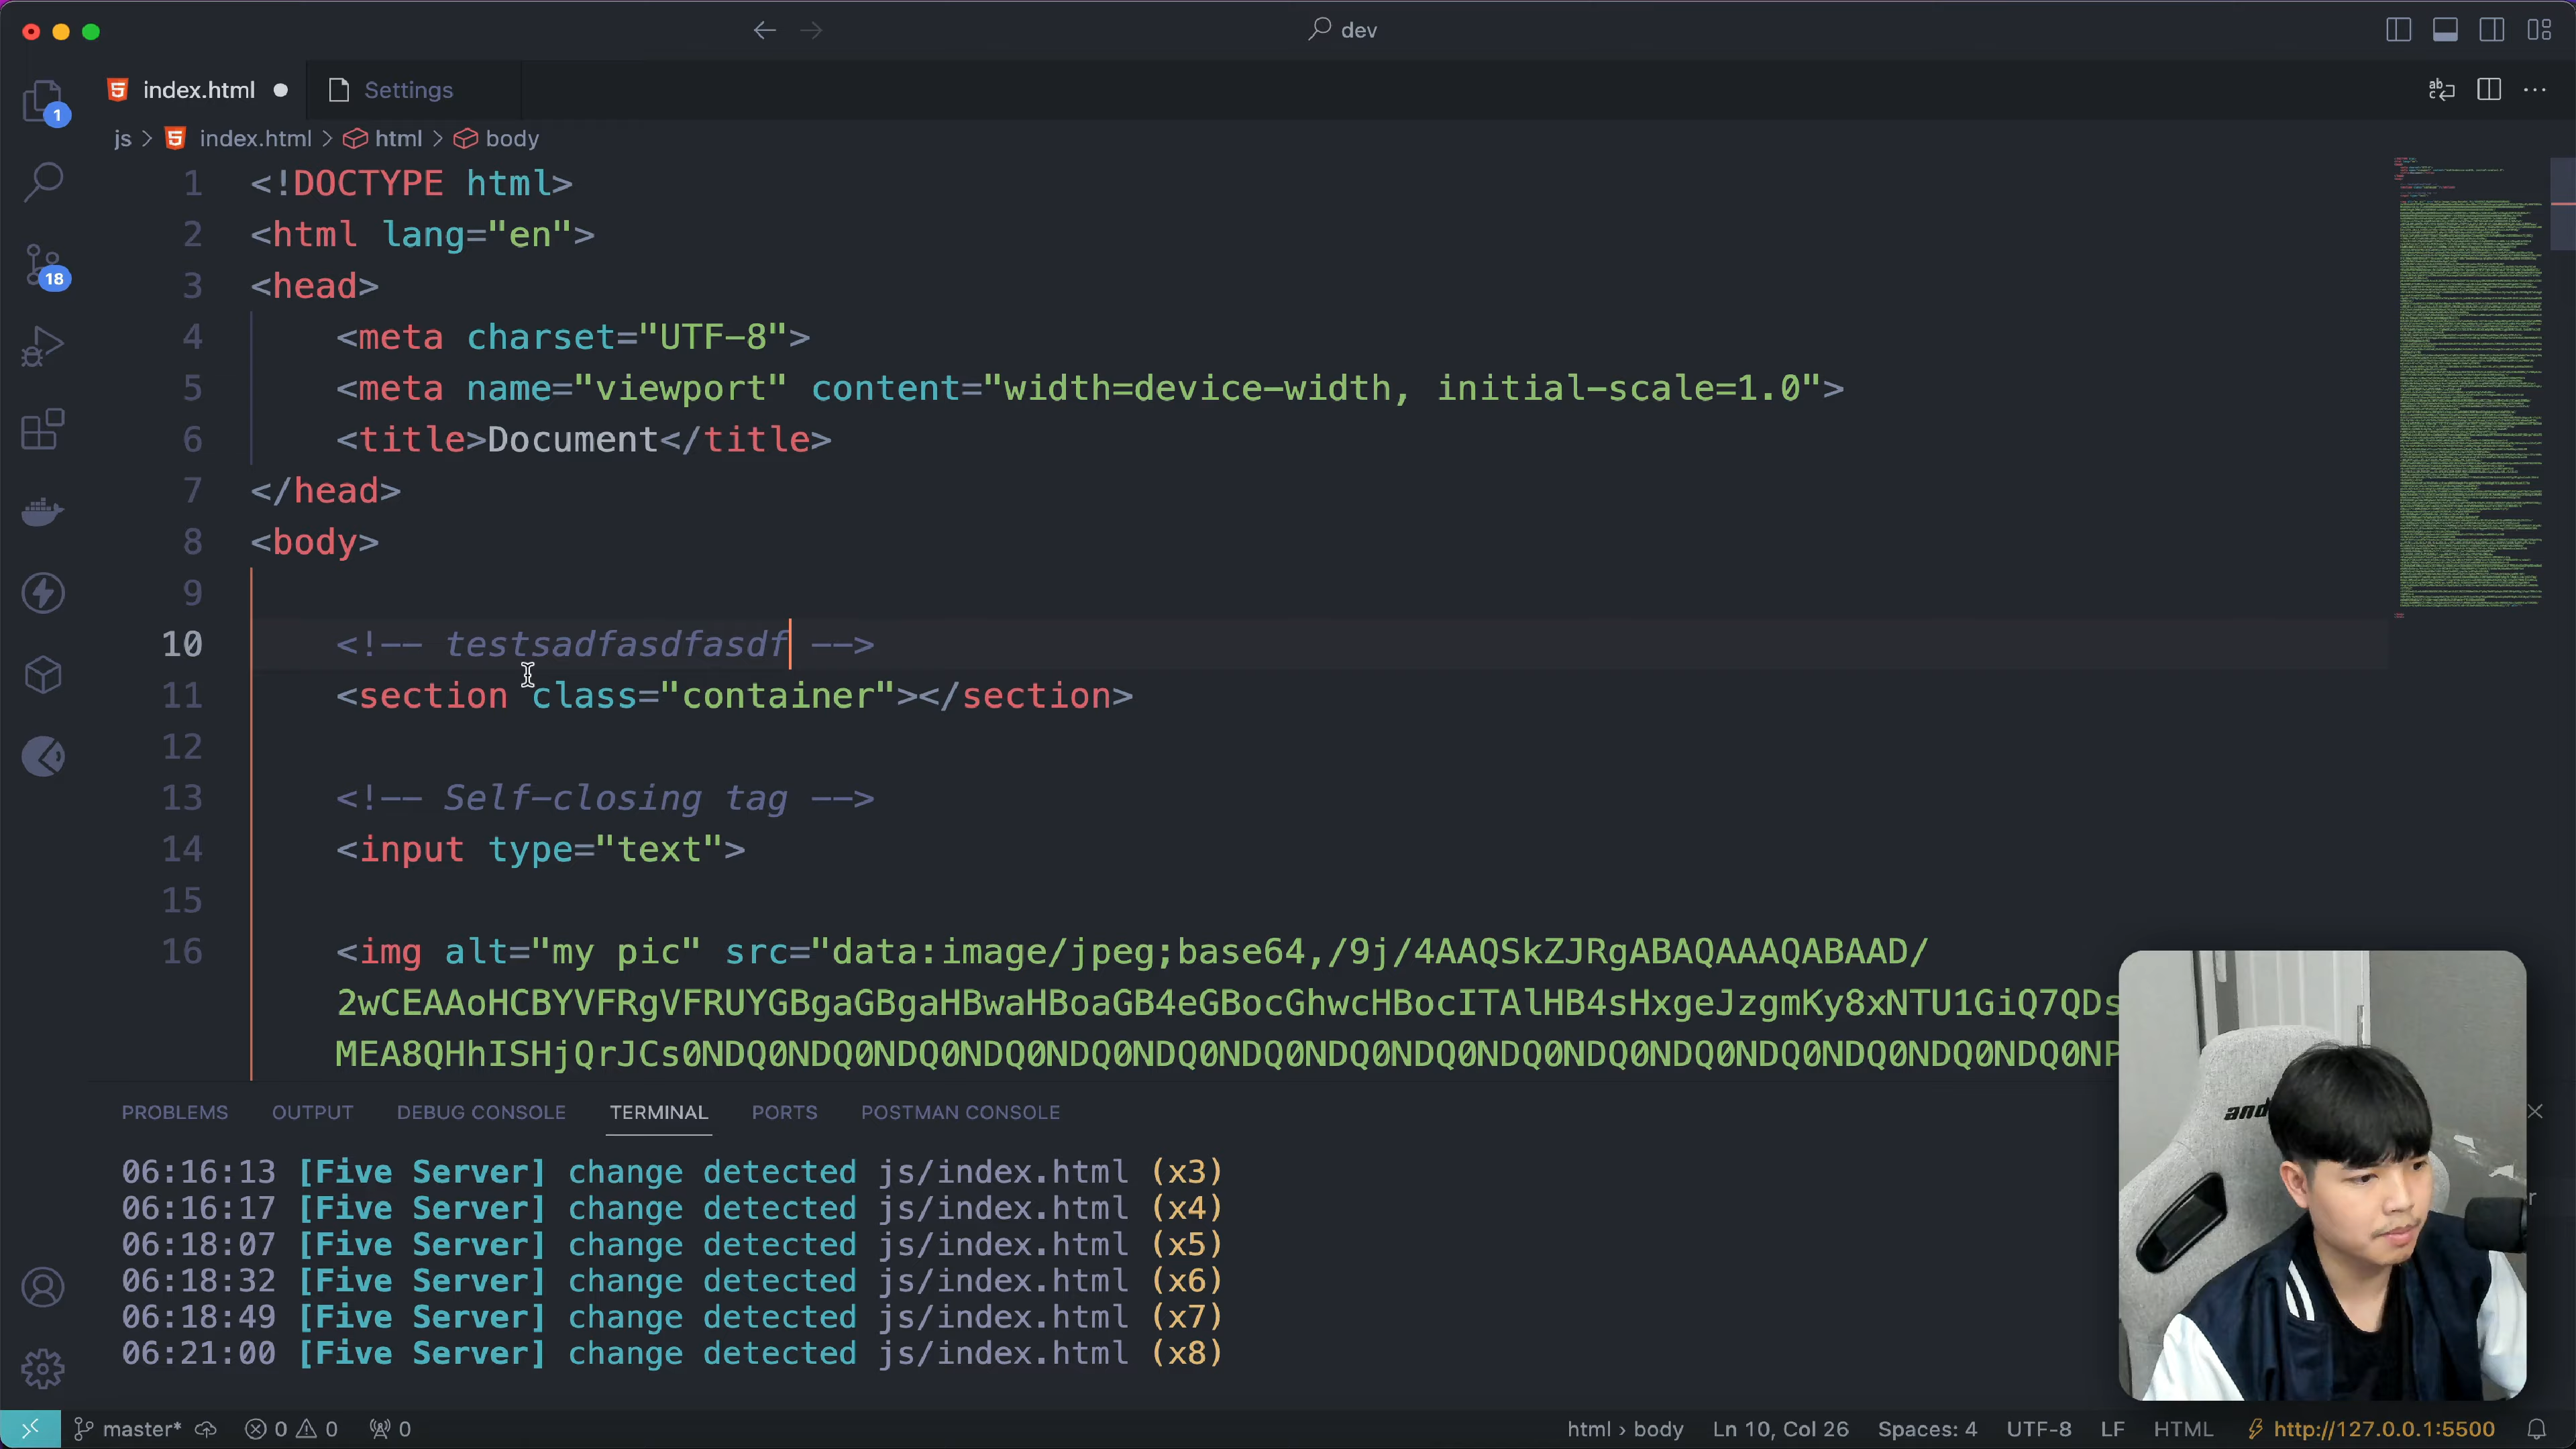 dev
index.html
Settings
js > index.html > html > body
1
18
1 <!DOCTYPE html>
2 <html lang="en">
3 <head>
4 <meta charset="UTF-8">
5 <meta name="viewport" content="width=device-width, initial-scale=1.0">
6 <title>Document</title>
7 </head>
8 <body>
9
10 <!-- testsadfasdfasdf -->
11 <section class="container"></section>
12
13 <!-- Self-closing tag -->
14 <input type="text">
15
16 <img alt="my pic" src="data:image/jpeg;base64,/9j/4AAQSkZJRgABAQAAAQABAAD/
2wCEAAoHCBYVFRgVFRUYGBgaGBgaHBwaHBoaGB4eGBocGhwcHBocITAlHB4sHxgeJzgmKy8xNTU1GiQ7QDs
MEA8QHhISHjQrJCs0NDQ0NDQ0NDQ0NDQ0NDQ0NDQ0NDQ0NDQ0NDQ0NDQ0NDQ0NDQ0NDQ0NDQ0NDQ0NP
PROBLEMS OUTPUT DEBUG CONSOLE TERMINAL PORTS POSTMAN CONSOLE
06:16:13 [Five Server] change detected js/index.html (x3)
06:16:17 [Five Server] change detected js/index.html (x4)
06:18:07 [Five Server] change detected js/index.html (x5)
06:18:32 [Five Server] change detected js/index.html (x6)
06:18:49 [Five Server] change detected js/index.html (x7)
06:21:00 [Five Server] change detected js/index.html (x8)
and
master* 0 0 0 html › body Ln 10, Col 26 Spaces: 4 UTF-8 LF HTML http://127.0.0.1:5500